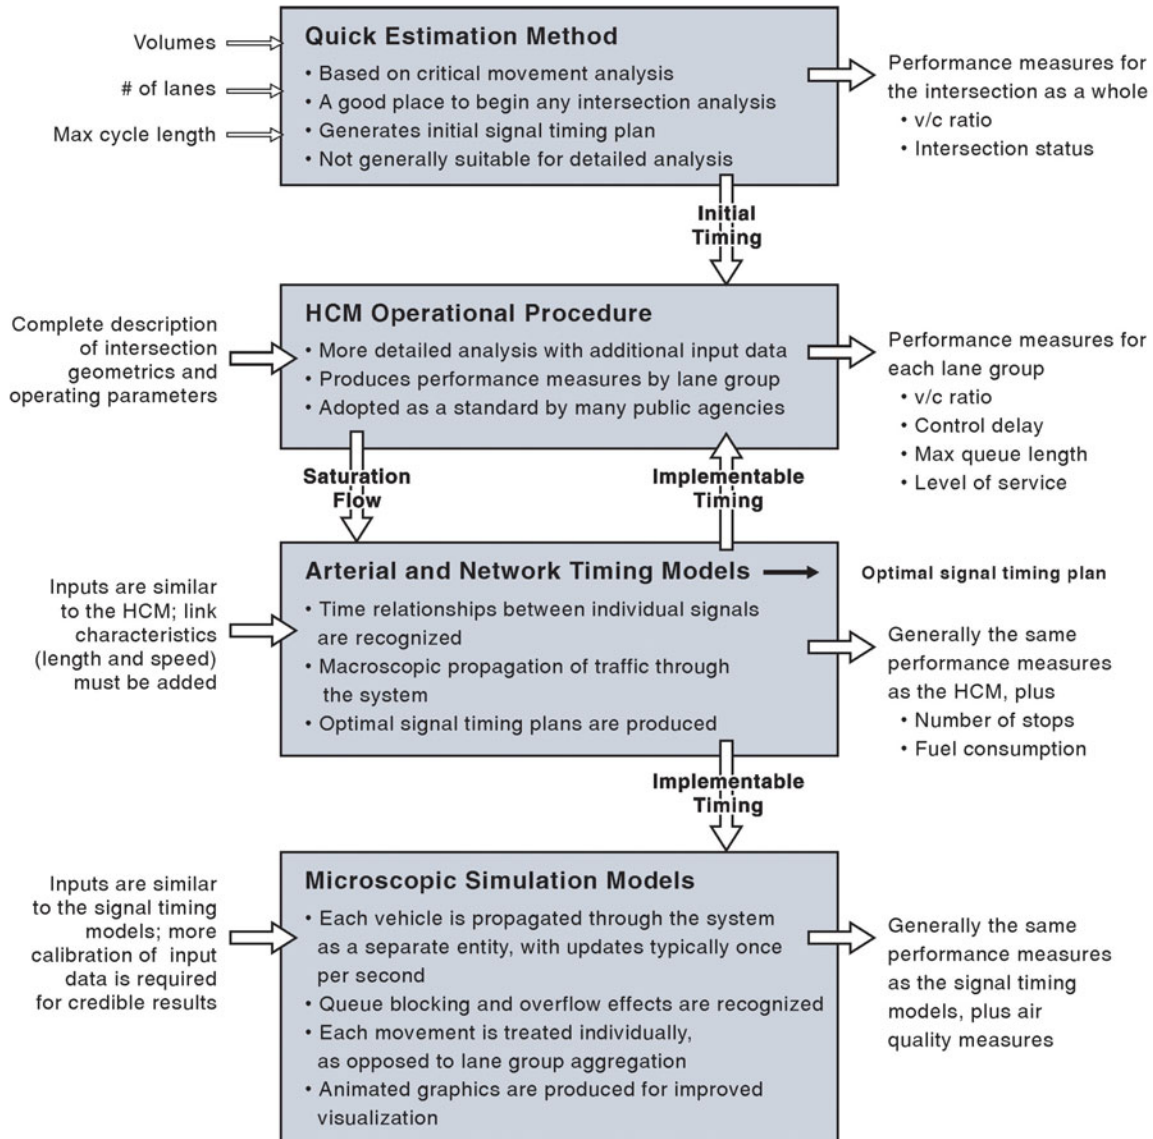 Volumes
# of lanes
Max cycle length
Quick Estimation Method
• Based on critical movement analysis
• A good place to begin any intersection analysis
• Generates initial signal timing plan
• Not generally suitable for detailed analysis
Performance measures for
the intersection as a whole
• v/c ratio
• Intersection status
Initial
Timing
Complete description
of intersection
geometrics and
operating parameters
HCM Operational Procedure
• More detailed analysis with additional input data
• Produces performance measures by lane group
• Adopted as a standard by many public agencies
Performance measures for
each lane group
• v/c ratio
• Control delay
• Max queue length
• Level of service
Saturation
Flow
Implementable
Timing
Inputs are similar
to the HCM; link
characteristics
(length and speed)
must be added
Arterial and Network Timing Models
• Time relationships between individual signals
are recognized
• Macroscopic propagation of traffic through
the system
• Optimal signal timing plans are produced
Optimal signal timing plan
Generally the same
performance measures
as the HCM, plus
• Number of stops
• Fuel consumption
Implementable
Timing
Inputs are similar
to the signal timing
models; more
calibration of input
data is required
for credible results
Microscopic Simulation Models
• Each vehicle is propagated through the system
as a separate entity, with updates typically once
per second
• Queue blocking and overflow effects are recognized
• Each movement is treated individually,
as opposed to lane group aggregation
• Animated graphics are produced for improved
visualization
Generally the same
performance measures
as the signal timing
models, plus air
quality measures